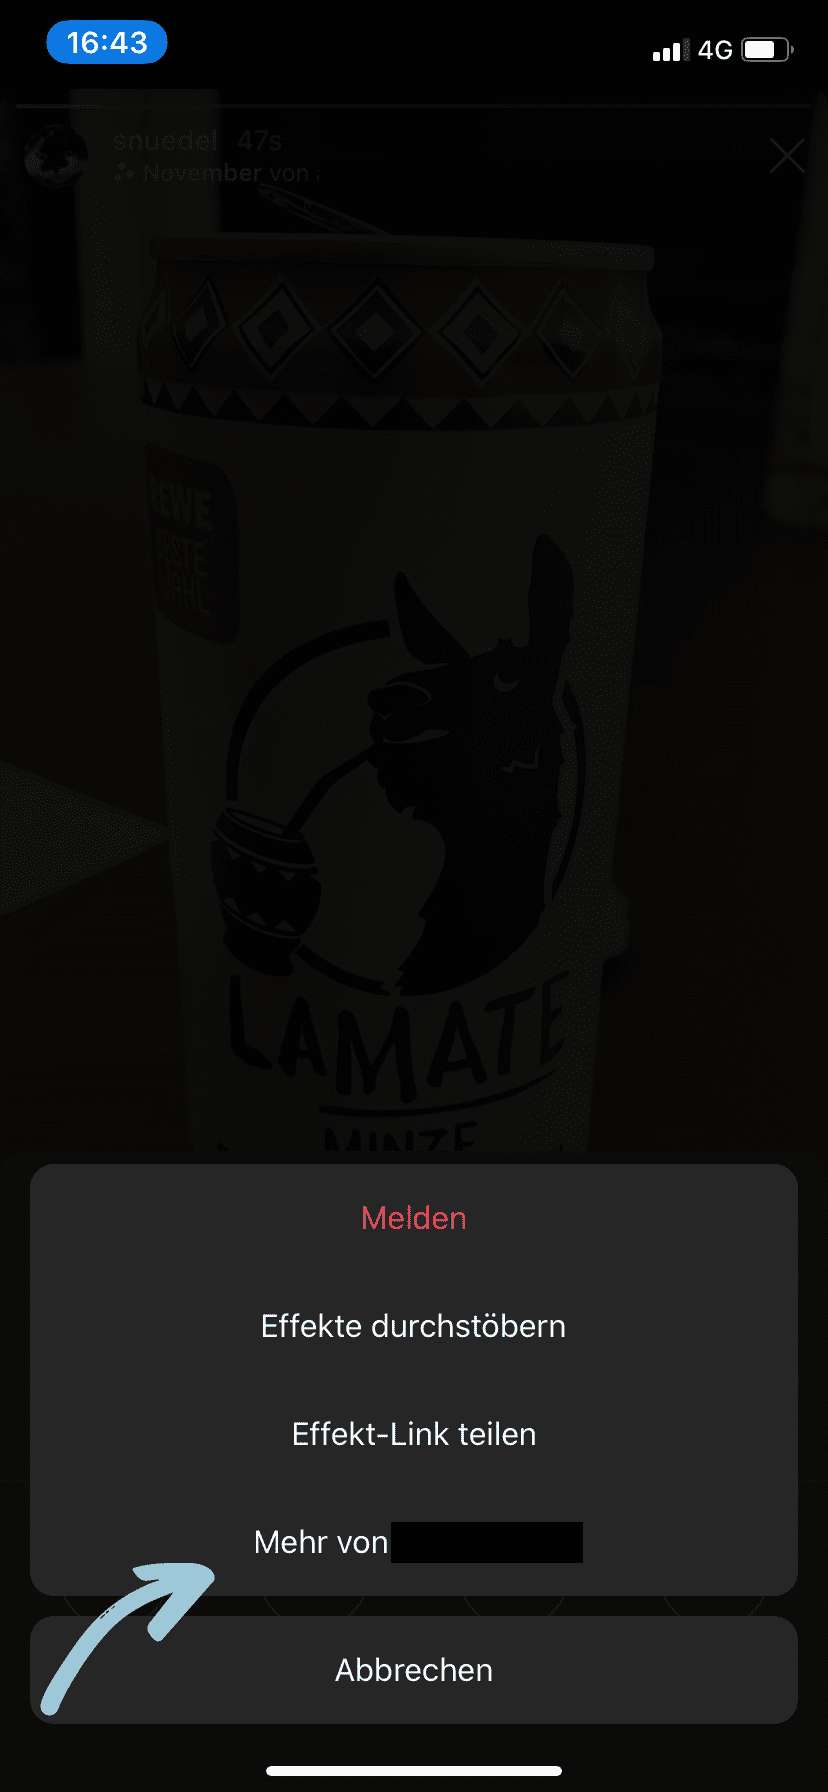 16:43
4G
snuedel 47s
November von
REWE
BESTE
WAHL
LAMATE
MINZE
Melden
Effekte durchstöbern
Effekt-Link teilen
Mehr von
Abbrechen